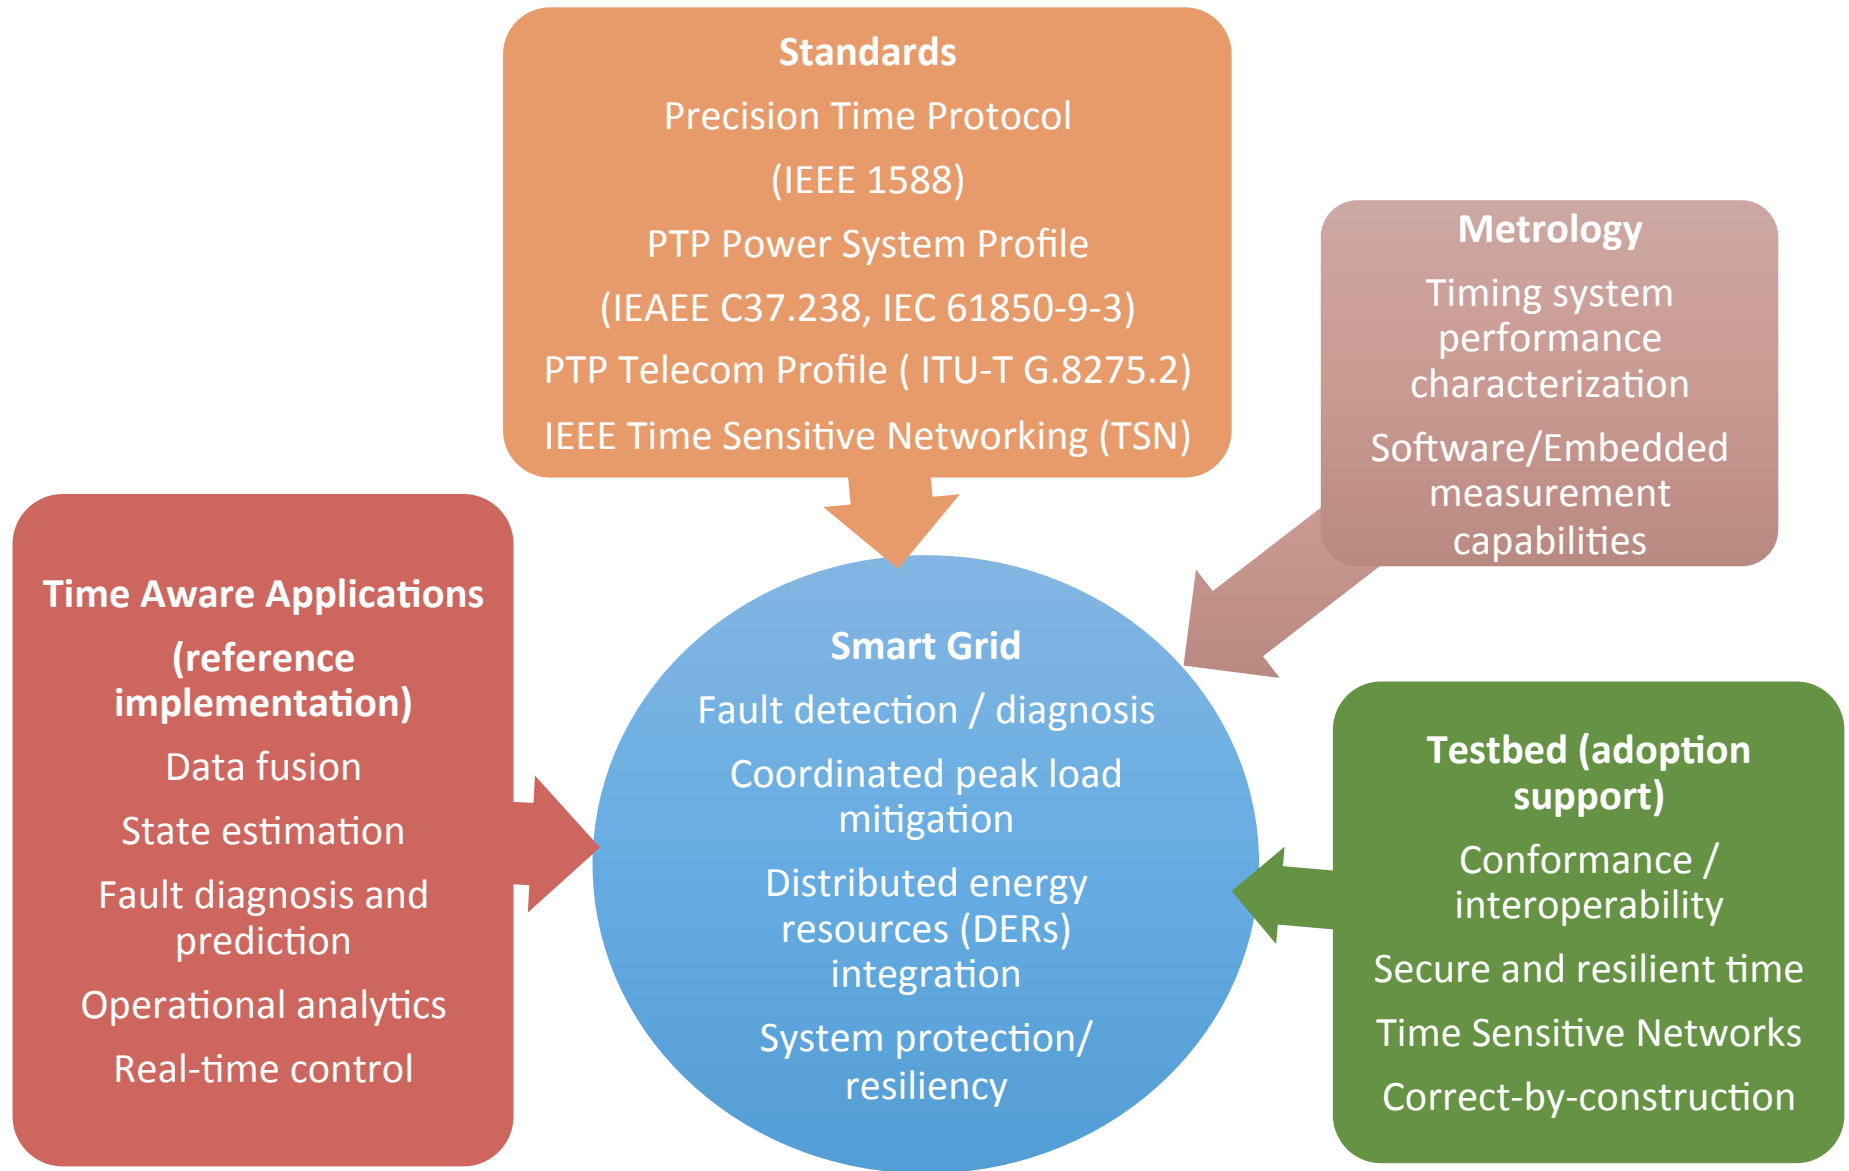 Standards
Precision Time Protocol
(IEEE 1588)
PTP Power System Profile
(IEAEE C37.238, IEC 61850-9-3)
PTP Telecom Profile ( ITU-T G.8275.2)
IEEE Time Sensitive Networking (TSN)
Metrology
Timing system
performance
characterization
Software/Embedded
measurement
capabilities
Time Aware Applications
(reference
implementation)
Data fusion
State estimation
Fault diagnosis and
prediction
Operational analytics
Real-time control
Smart Grid
Fault detection / diagnosis
Coordinated peak load
mitigation
Distributed energy
resources (DERs)
integration
System protection/
resiliency
Testbed (adoption
support)
Conformance /
interoperability
Secure and resilient time
Time Sensitive Networks
Correct-by-construction